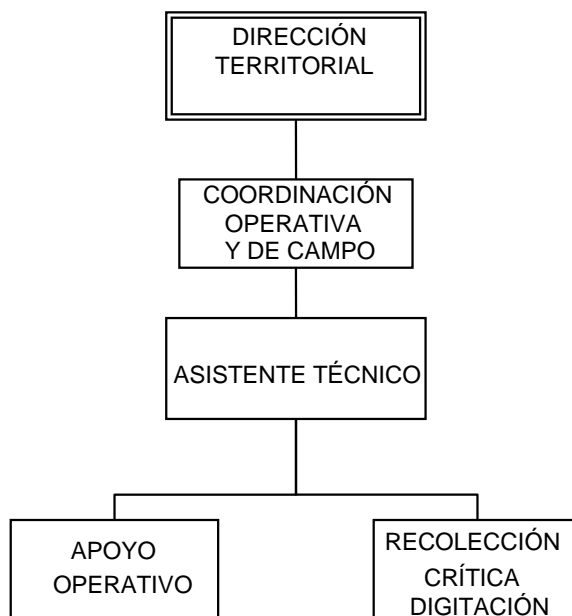 DIRECCIÓN
TERRITORIAL
COORDINACIÓN
OPERATIVA
Y DE CAMPO
ASISTENTE TÉCNICO
APOYO
OPERATIVO
RECOLECCIÓN
CRÍTICA
DIGITACIÓN